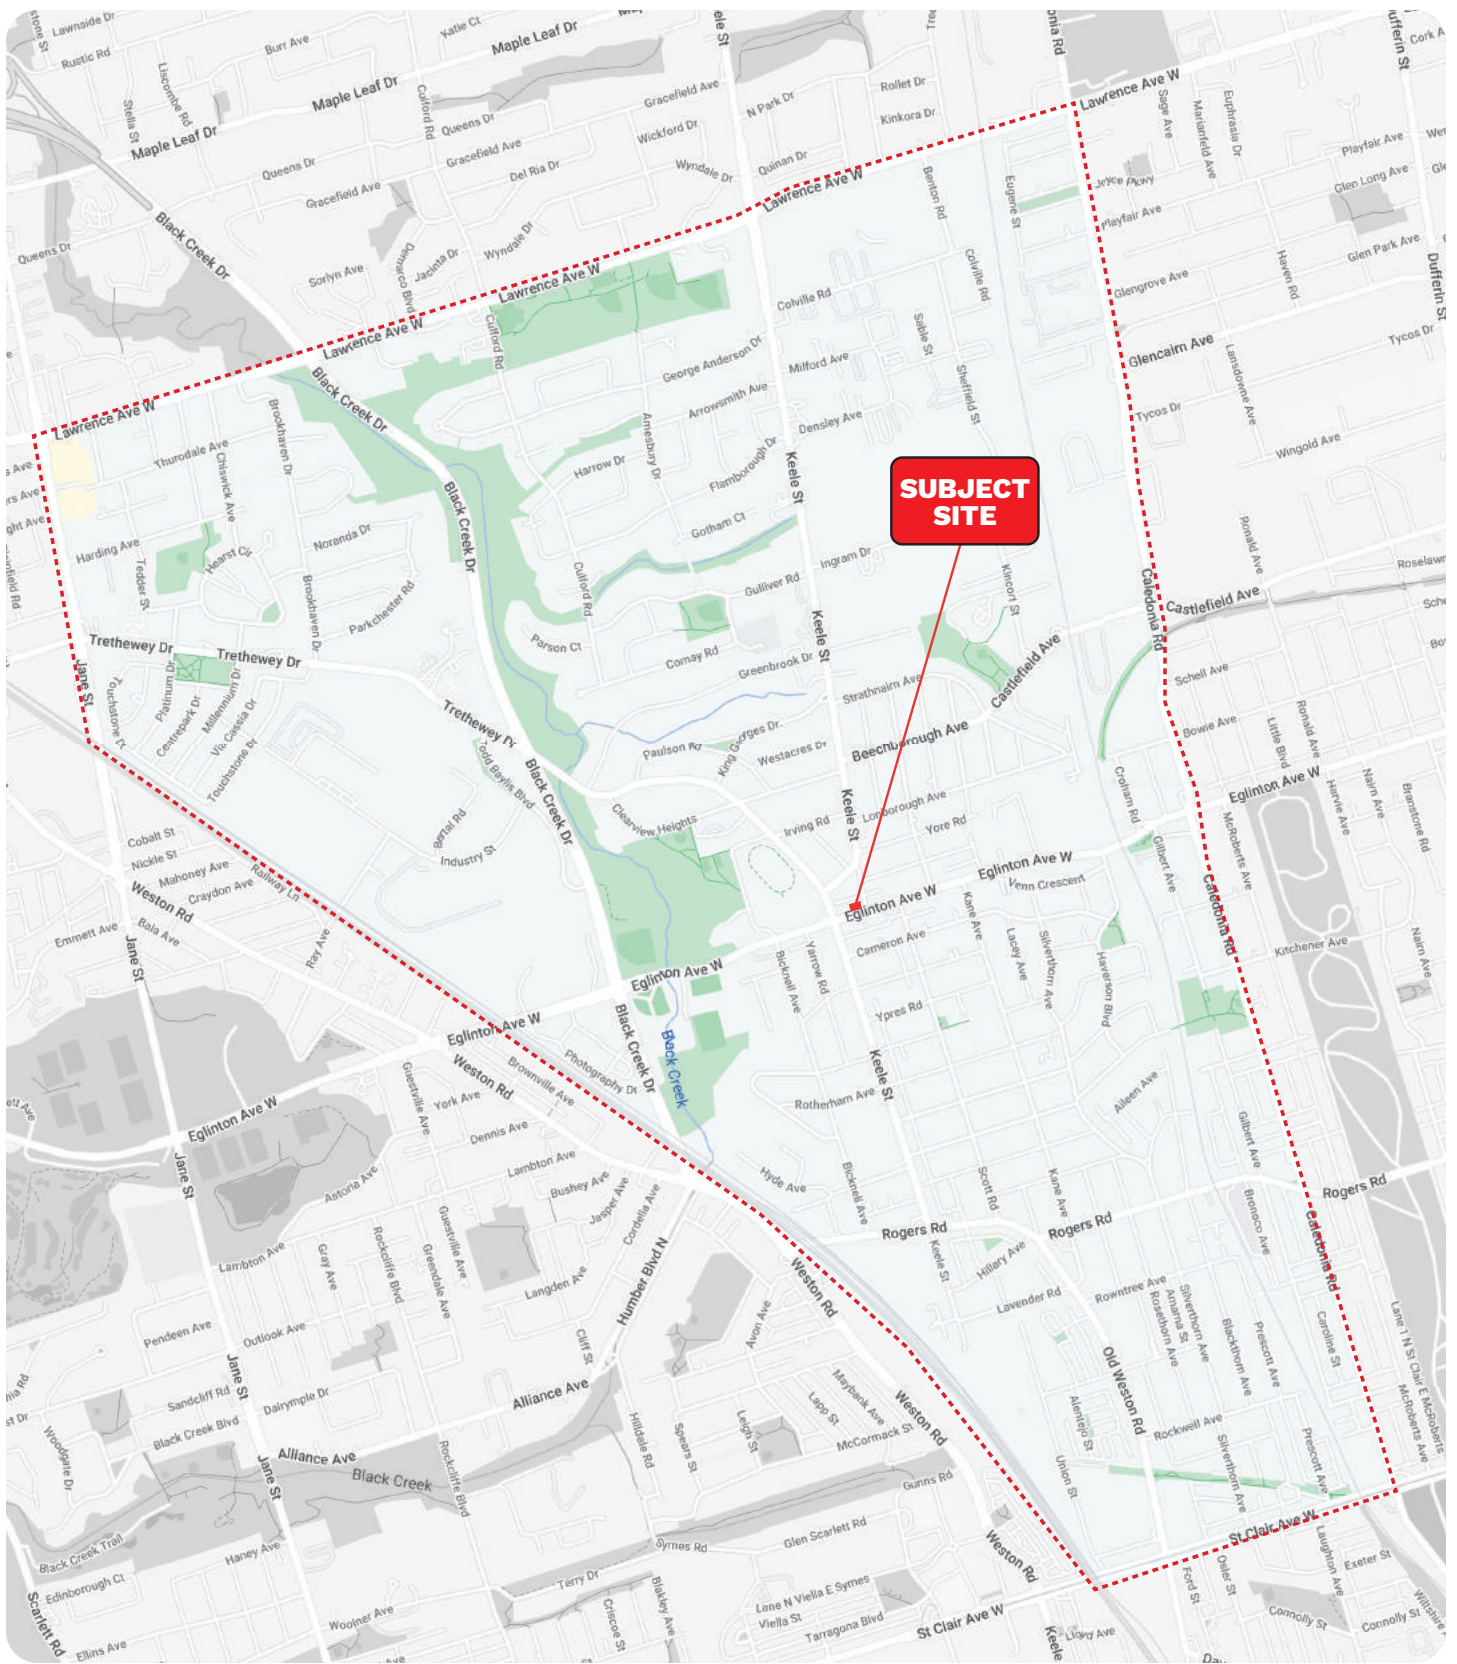 Lawnside Dr
Katie Ct
Rustic Rd
Burr Ave
Maple Leaf Dr
Liscombe Rd
Stella St
Maple Leaf Dr
Culford Rd
Gracefield Ave
N Park Dr
Rollet Dr
Kinkora Dr
Lawrence Ave W
Sage Ave
Marianfeld Ave
Euphrasia Dr
Cork A
Maple Leaf Dr
Queens Dr
Wickford Dr
Playfair Ave
Queens Dr
Gracefield Ave
Del Ria Dr
Wyndale Dr
Quinan Dr
Gracefield Ave
Lawrence Ave W
Benton Rd
Eugene St
Glen Long Ave
Playfair Ave
Black Creek Dr
Queens Dr
Sorlyn Ave
Demarco Blvd
Jacinta Dr
Wyndale Dr
Glen Park Ave
Haven Rd
Dufferin St
Lawrence Ave W
Colville Rd
Colville Rd
Glengrove Ave
Lawrence Ave W
Culford Rd
George Anderson Dr
Milford Ave
Sable St
Sheffield St
Glencairn Ave
Lansdowne Ave
Tycos Dr
Black Creek Dr
Arrowsmith Ave
Densley Ave
Tycos Dr
Lawrence Ave W
Brookhaven Dr
Thurodale Ave
Chiswick Ave
Amesbury Dr
Harrow Dr
Flamborough Dr
Keele St
Wingold Ave
SUBJECT
SITE
Black Creek Dr
Noranda Dr
Gotham Ct
Harding Ave
Hearst Cir
Tedder St
Ingram Dr
Gulliver Rd
Kincort St
Ronald Ave
Roselawn
Brookhaven Dr
Parkchester Rd
Culford Rd
Caledonia Rd
Castlefield Ave
Trethewey Dr
Trethewey Dr
Parson Ct
Cornay Rd
Greenbrook Dr
Keele St
Strathnairn Ave
Castlefield Ave
Schell Ave
Jane St
Touchstone Dr
Platinum Dr
Centrepark Dr
Millennium Dr
Via Cassia Dr
Touchstone Dr
Trethewey Dr
Todd Baylis Blvd
Paulson Rd
King Georges Dr
Westacres Dr
Beechborough Ave
Bowie Ave
Little Blvd
Ronald Ave
Eglinton Ave W
Harvie Ave
Nairn Ave
Branstone Rd
Black Creek Dr
Clearview Heights
Irving Rd
Keele St
Lonborough Ave
Yore Rd
Croham Rd
Gilbert Ave
McRoberts Ave
Cobalt St
Nickle St
Mahoney Ave
Craydon Ave
Railway Ln
Bertal Rd
Industry St
Eglinton Ave W
Venn Crescent
Weston Rd
Bala Ave
Emmett Ave
Ray Ave
Jane St
Eglinton Ave W
Cameron Ave
Kane Ave
Lacey Ave
Silverthorn Ave
Haverson Blvd
Caledonia Rd
Kitchener Ave
Nairn Ave
Eglinton Ave W
Bicknell Ave
Yarrow Rd
Ypres Rd
Eglinton Ave W
Black Creek Dr
Black Creek
Photography Dr
Brownville Ave
Weston Rd
Guestville Ave
York Ave
Dennis Ave
Keele St
Rotherham Ave
Aileen Ave
Gilbert Ave
Eglinton Ave W
Jane St
Astoria Ave
Lambton Ave
Bushey Ave
Jasper Ave
Cordella Ave
Hyde Ave
Bicknell Ave
Scott Rd
Kane Ave
Rogers Rd
Bronoco Ave
Rogers Rd
Rogers Rd
Keele St
Hillary Ave
Lambton Ave
Gray Ave
Rockcliffe Blvd
Greendale Ave
Guestville Ave
Langden Ave
Humber Blvd N
Weston Rd
Avon Ave
Lavender Rd
Rowntree Ave
Silverthorn Ave
Amarna St
Rosethorn Ave
Blackthorn Ave
Prescott Ave
Caroline St
Caledonia Rd
Lane 1 N St Clair E McRoberts
McRoberts Ave
Pendeen Ave
Outlook Ave
Cliff St
Jane St
Sandcliff Rd
Dalrymple Dr
Alliance Ave
Maybank Ave
Lapp St
McCormack St
Weston Rd
Old Weston Rd
Alentejo St
Rockwell Ave
Woodgate Dr
Black Creek Blvd
Alliance Ave
Hilldale Rd
Spears St
Leigh St
Gunns Rd
Union St
Silverthorn Ave
Prescott Ave
Jane St
Black Creek
Rockcliffe Blvd
St Clair Ave W
Black Creek Trail
Haney Ave
Symes Rd
Glen Scarlett Rd
Weston Rd
Laughton Ave
Exeter St
Edinborough Ct
Terry Dr
Blakley Ave
Lane N Viella E Symes
Viella St
Tarragona Blvd
St Clair Ave W
Ford St
Osler St
Connolly St
Connolly St
Scarlett Rd
Ellins Ave
Woolner Ave
Criscoe St
Keele
Lloyd Ave